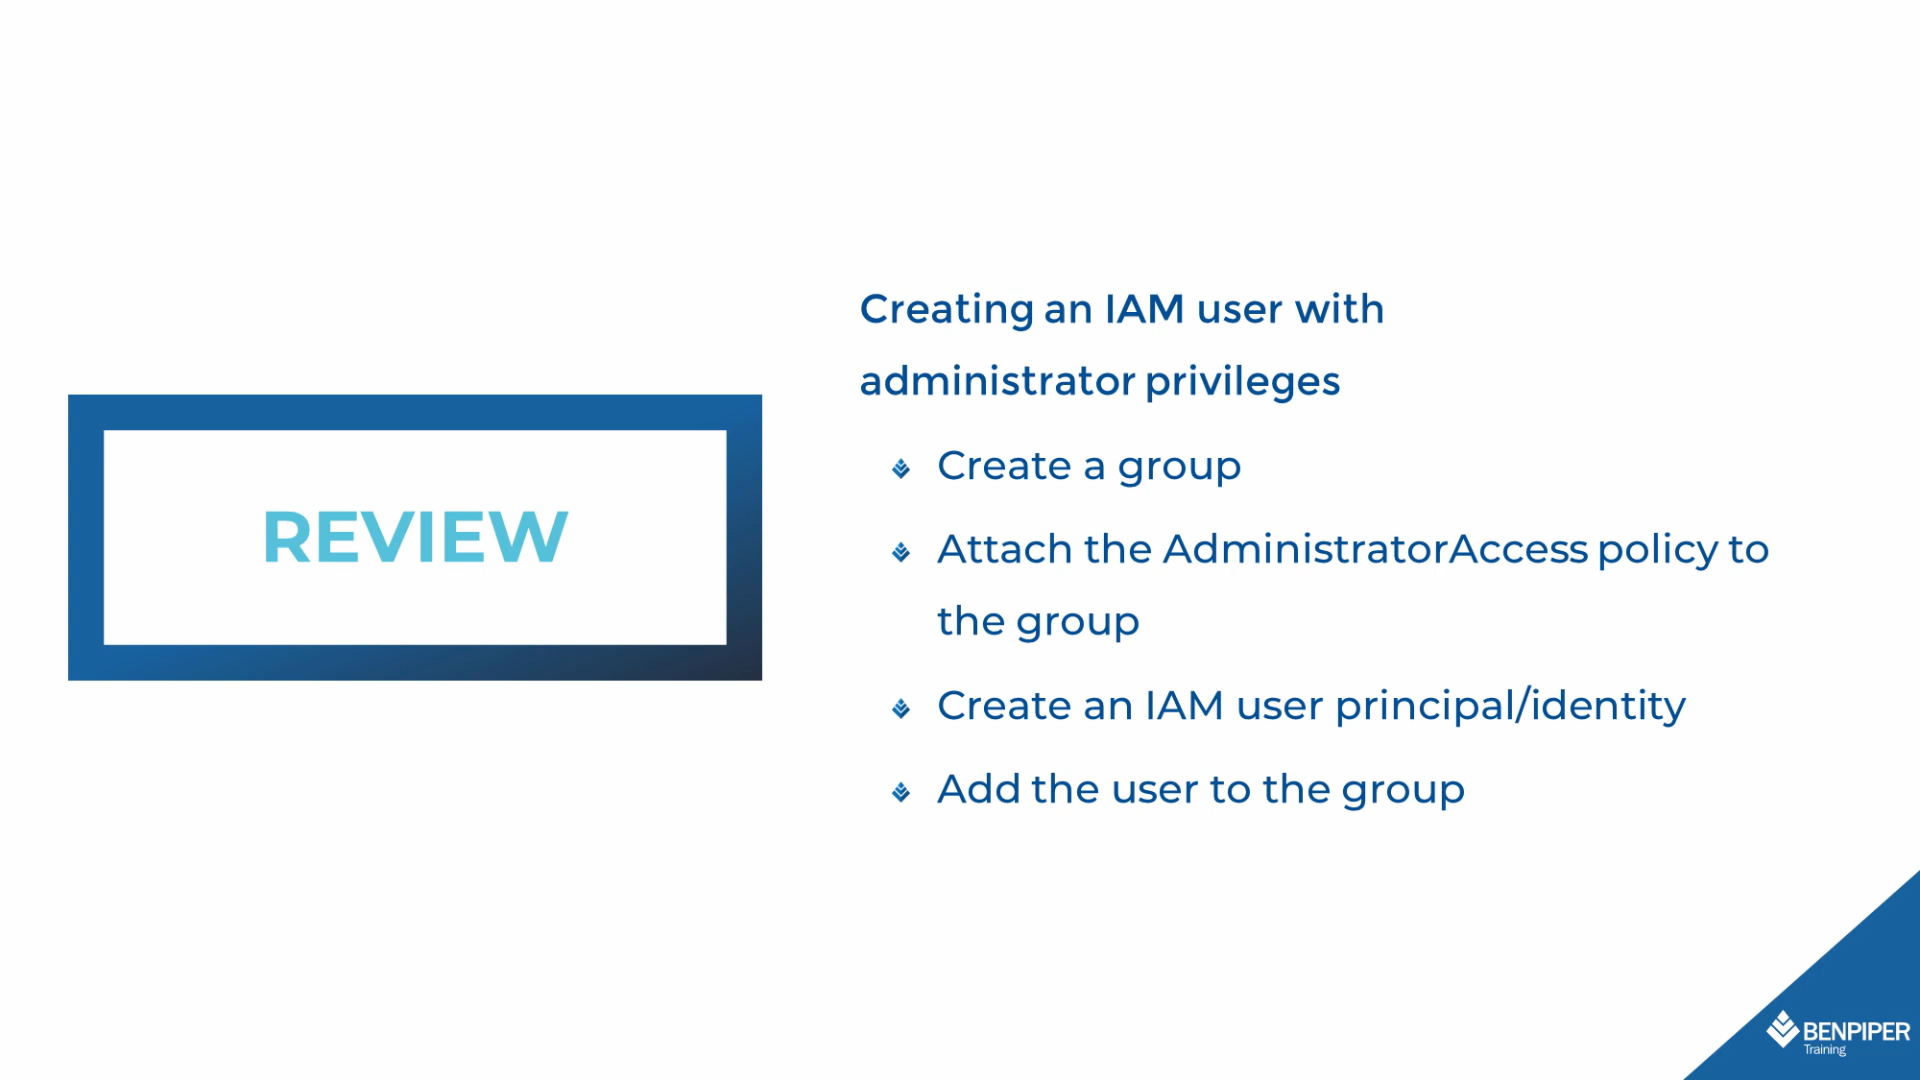 REVIEW
Creating an IAM user with
administrator privileges
Create a group
Attach the AdministratorAccess policy to
the group
Create an IAM user principal/identity
Add the user to the group
BENPIPER
Training